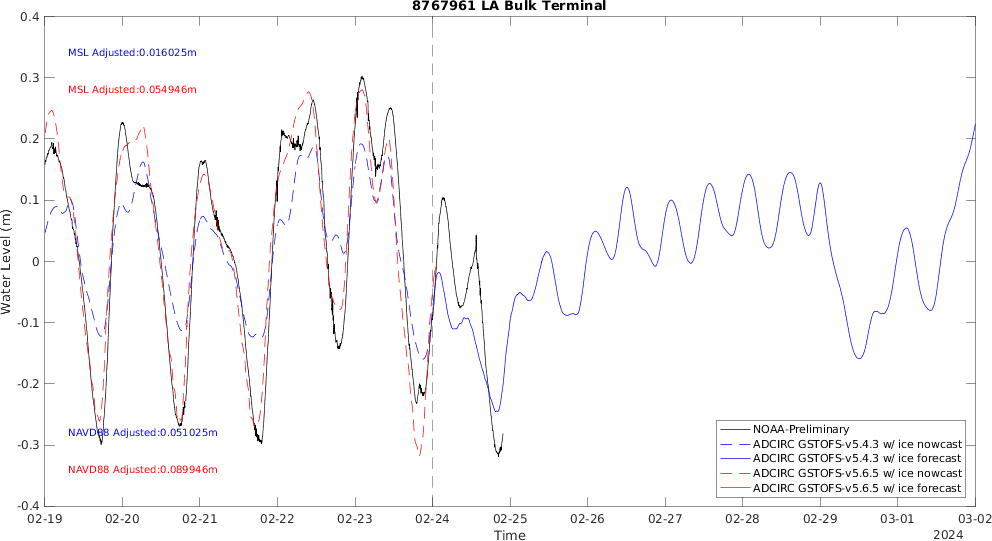 8767961 LA Bulk Terminal
0.4
0.3
0.2
0.1
0
-0.1
-0.2
-0.3
-0.4
Water Level (m)
MSL Adjusted:0.016025m
MSL Adjusted:0.054946m
NAVD88 Adjusted:0.051025m
NAVD88 Adjusted:0.089946m
NOAA-Preliminary
ADCIRC GSTOFS-v5.4.3 w/ ice nowcast
ADCIRC GSTOFS-v5.4.3 w/ ice forecast
ADCIRC GSTOFS-v5.6.5 w/ ice nowcast
ADCIRC GSTOFS-v5.6.5 w/ ice forecast
02-19 02-20 02-21 02-22 02-23 02-24 02-25 02-26 02-27 02-28 02-29 03-01 03-02
Time
2024